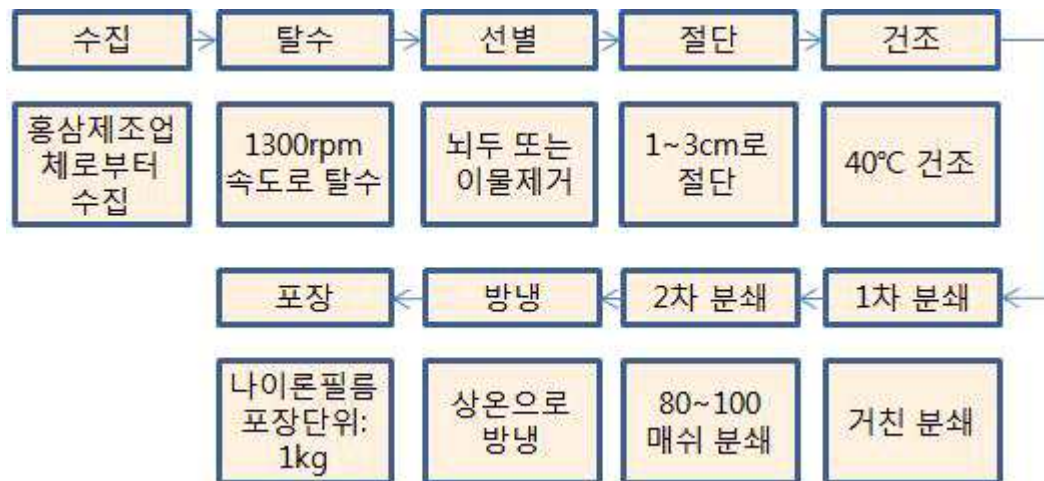 수집
탈수
선별
절단
건조
홍삼제조업
체로부터
수집
1300rpm
속도로 탈수
뇌두 또는
이물제거
1~3cm로
절단
40℃ 건조
포장
방냉
2차 분쇄
1차 분쇄
나이론필름
포장단위:
1kg
상온으로
방냉
80~100
매쉬 분쇄
거친 분쇄